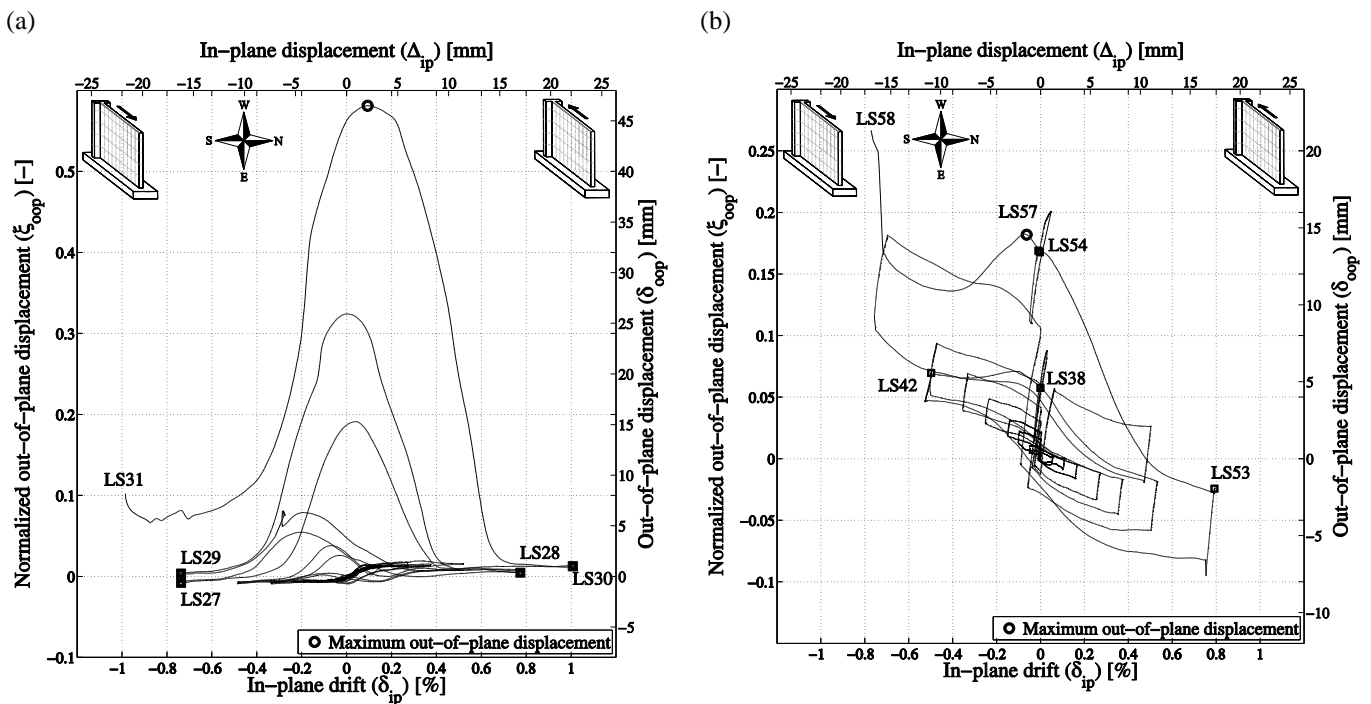 (a)
In−plane displacement (Δip) [mm]
−25 −20 −15 −10 −5 0 5 10 15 20 25
Normalized out−of−plane displacement (ξoop) [−]
0.5
0.4
0.3
0.2
0.1
0
−0.1
W
S N
E
LS31
LS29
LS27
LS28
LS30
45
40
35
30
25
20
15
10
5
0
−5
Out−of−plane displacement (δoop) [mm]
Maximum out−of−plane displacement
−1 −0.8 −0.6 −0.4 −0.2 0 0.2 0.4 0.6 0.8 1
In−plane drift (δip) [%]
(b)
In−plane displacement (Δip) [mm]
−25 −20 −15 −10 −5 0 5 10 15 20 25
Normalized out−of−plane displacement (ξoop) [−]
0.25
0.2
0.15
0.1
0.05
0
−0.05
−0.1
W
S N
E
LS58
LS57
LS54
LS42
LS38
LS53
20
15
10
5
0
−5
−10
Out−of−plane displacement (δoop) [mm]
Maximum out−of−plane displacement
−1 −0.8 −0.6 −0.4 −0.2 0 0.2 0.4 0.6 0.8 1
In−plane drift (δip) [%]